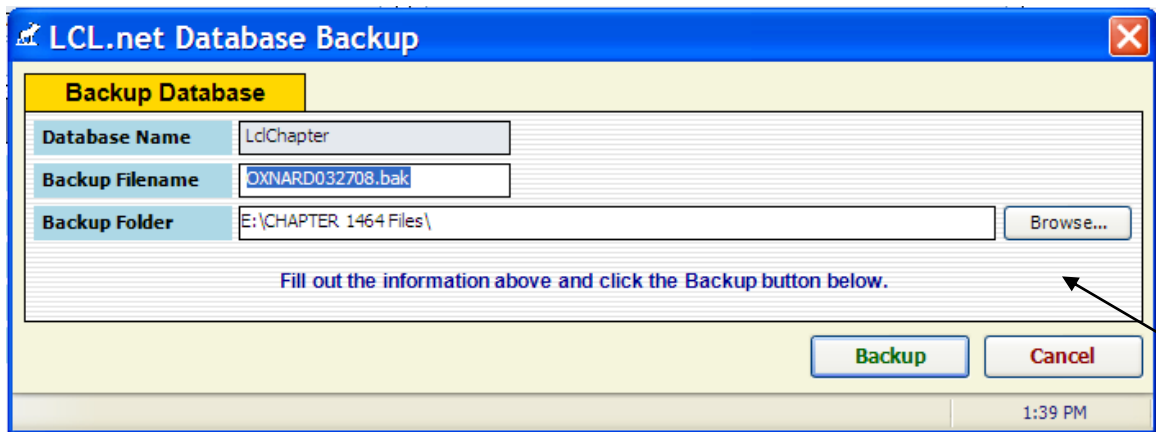 LCL.net Database Backup
Backup Database
Database Name LclChapter
Backup Filename OXNARD032708.bak
Backup Folder E:\CHAPTER 1464 Files\ Browse...
Fill out the information above and click the Backup button below.
Backup Cancel
1:39 PM